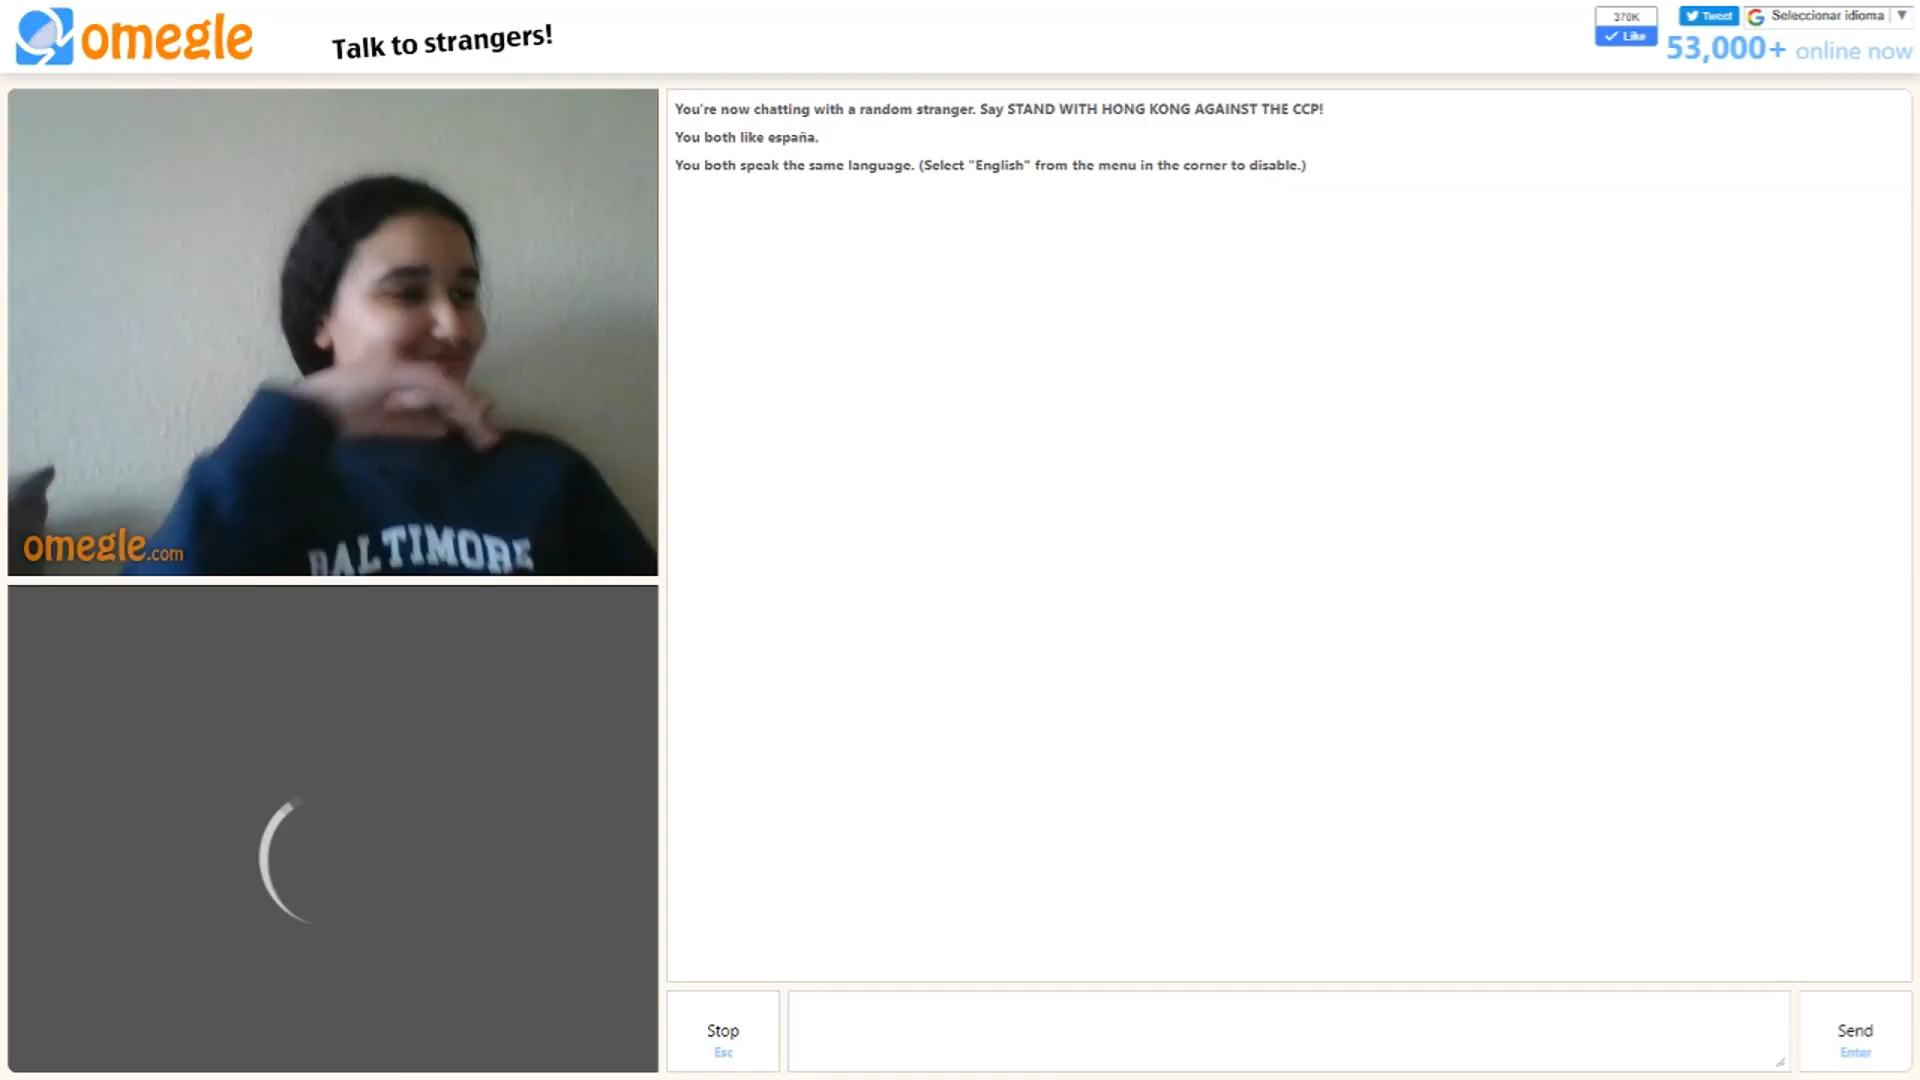 omegle
Talk to strangers!
370K
Like
Tweet
Seleccionar idioma
53,000+ online now
You're now chatting with a random stranger. Say STAND WITH HONG KONG AGAINST THE CCP!
You both like españa.
You both speak the same language. (Select "English" from the menu in the corner to disable.)
BALTIMORE
omegle.com
Stop
Esc
Send
Enter